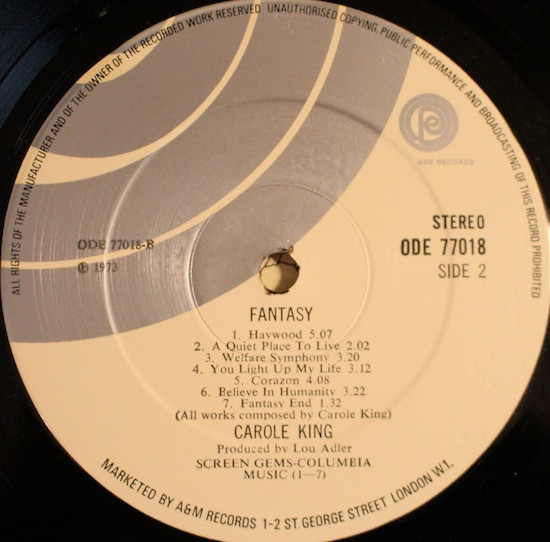 ALL RIGHTS OF THE MANUFACTURER AND OF THE OWNER OF THE RECORDED WORK RESERVED UNAUTHORISED COPYING, PUBLIC PERFORMANCE AND BROADCASTING OF THIS RECORD PROHIBITED
ODE RECORDS
STEREO
ODE 77018
SIDE 2
ODE 77018-B
℗ 1973
FANTASY
1. Haywood 5.07
2. A Quiet Place To Live 2.02
3. Welfare Symphony 3.20
4. You Light Up My Life 3.12
5. Corazon 4.08
6. Believe In Humanity 3.22
7. Fantasy End 1.32
(All works composed by Carole King)
CAROLE KING
Produced by Lou Adler
SCREEN GEMS-COLUMBIA
MUSIC (1—7)
MARKETED BY A&M RECORDS 1-2 ST. GEORGE STREET LONDON W.1.